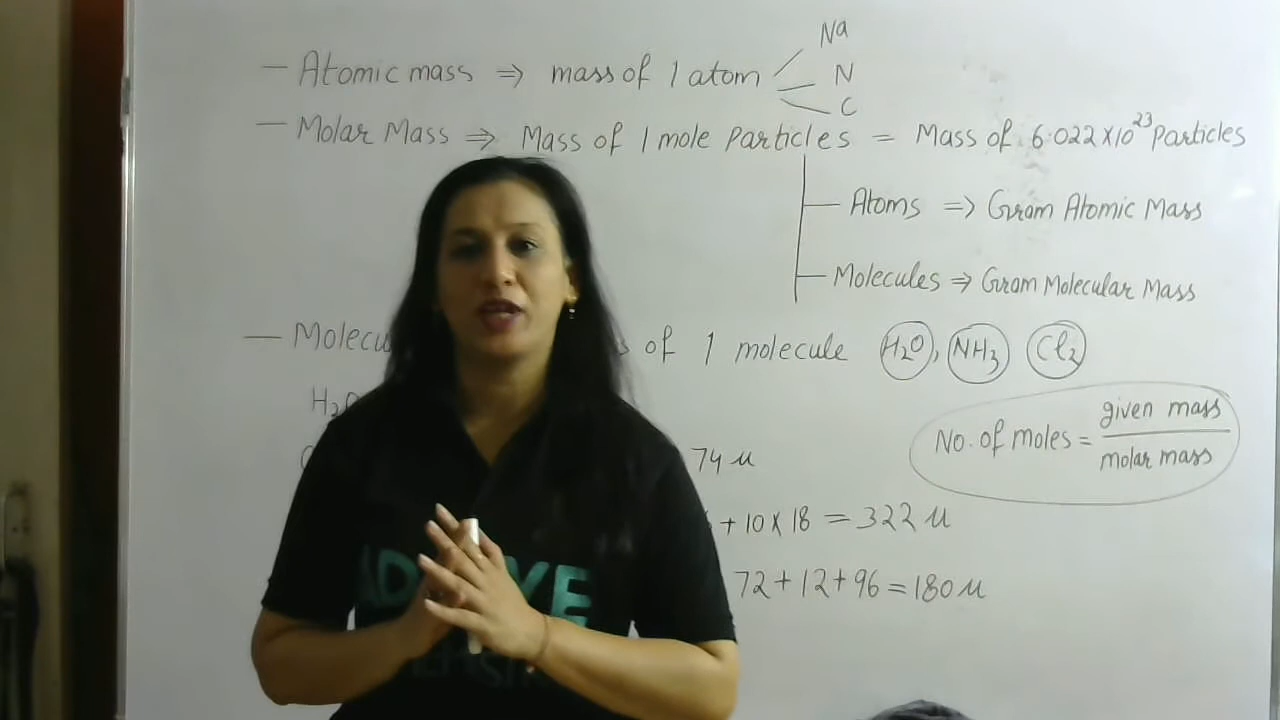 Na
– Atomic mass ⇒ mass of 1 atom N
C
– Molar Mass ⇒ Mass of 1 mole Particles = Mass of 6.022×10²³ Particles
Atoms ⇒ Gram Atomic Mass
Molecules ⇒ Gram Molecular Mass
– Molecu of 1 molecule H₂O, NH₃ Cl₂
H₂O
No. of moles = given mass / molar mass
74 u
+ 10 × 18 = 322 u
72 + 12 + 96 = 180 u